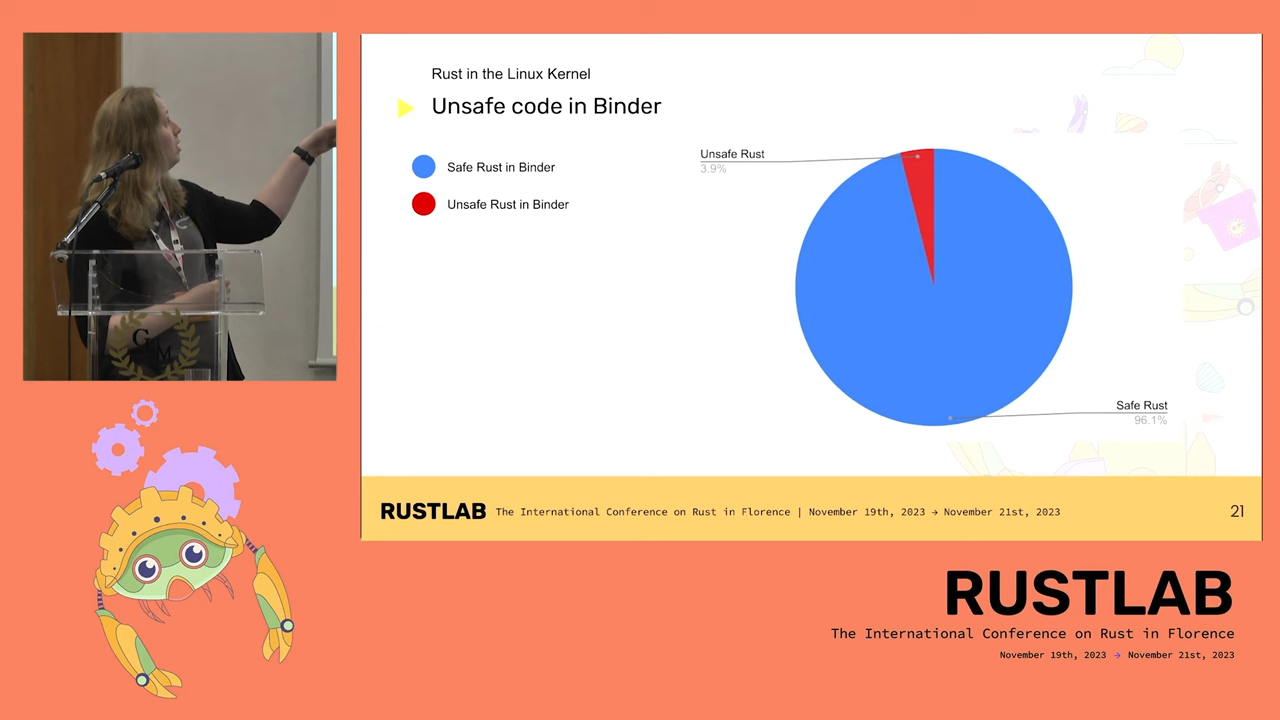 Rust in the Linux Kernel
Unsafe code in Binder
Safe Rust in Binder
Unsafe Rust in Binder
Unsafe Rust
3.9%
Safe Rust
96.1%
RUSTLAB The International Conference on Rust in Florence | November 19th, 2023 → November 21st, 2023 21
G M
RUSTLAB
The International Conference on Rust in Florence
November 19th, 2023 → November 21st, 2023